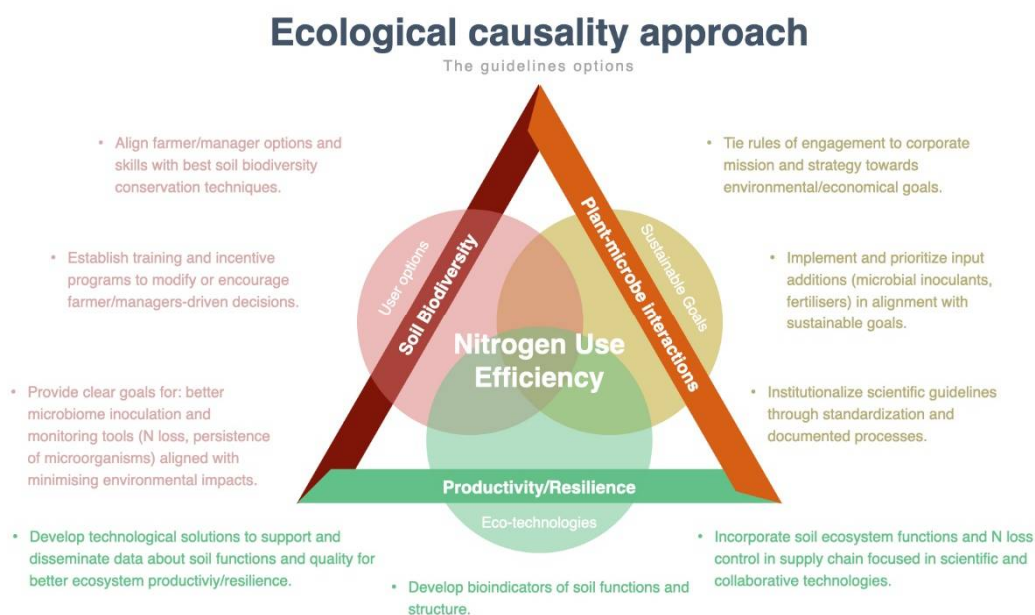 Ecological causality approach
The guidelines options
• Align farmer/manager options and
skills with best soil biodiversity
conservation techniques.
• Establish training and incentive
programs to modify or encourage
farmer/managers-driven decisions.
• Provide clear goals for: better
microbiome inoculation and
monitoring tools (N loss, persistence
of microorganisms) aligned with
minimising environmental impacts.
• Tie rules of engagement to corporate
mission and strategy towards
environmental/economical goals.
• Implement and prioritize input
additions (microbial inoculants,
fertilisers) in alignment with
sustainable goals.
• Institutionalize scientific guidelines
through standardization and
documented processes.
User options
Soil Biodiversity
Plant-microbe interactions
Sustainable Goals
Nitrogen Use
Efficiency
Productivity/Resilience
Eco-technologies
• Develop technological solutions to support and
disseminate data about soil functions and quality for
better ecosystem productiviy/resilience.
• Develop bioindicators of soil functions and
structure.
• Incorporate soil ecosystem functions and N loss
control in supply chain focused in scientific and
collaborative technologies.